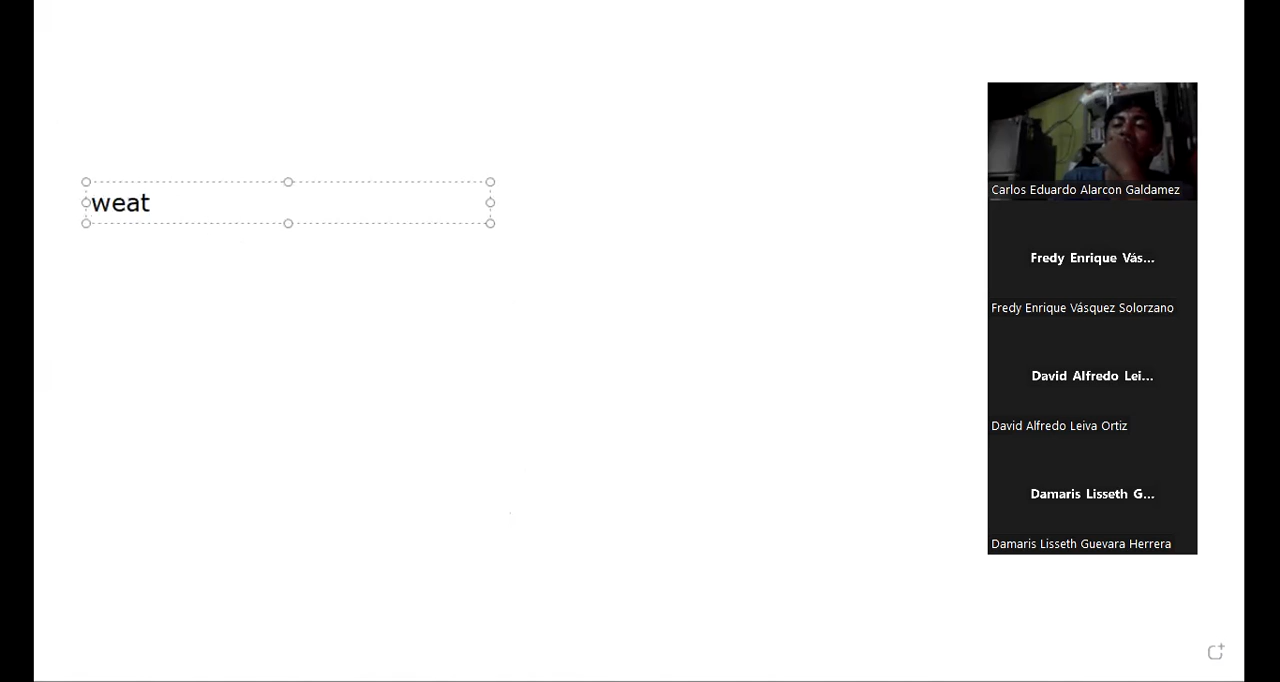 weat
Carlos Eduardo Alarcon Galdamez
Fredy Enrique Vás...
Fredy Enrique Vásquez Solorzano
David Alfredo Lei...
David Alfredo Leiva Ortiz
Damaris Lisseth G...
Damaris Lisseth Guevara Herrera